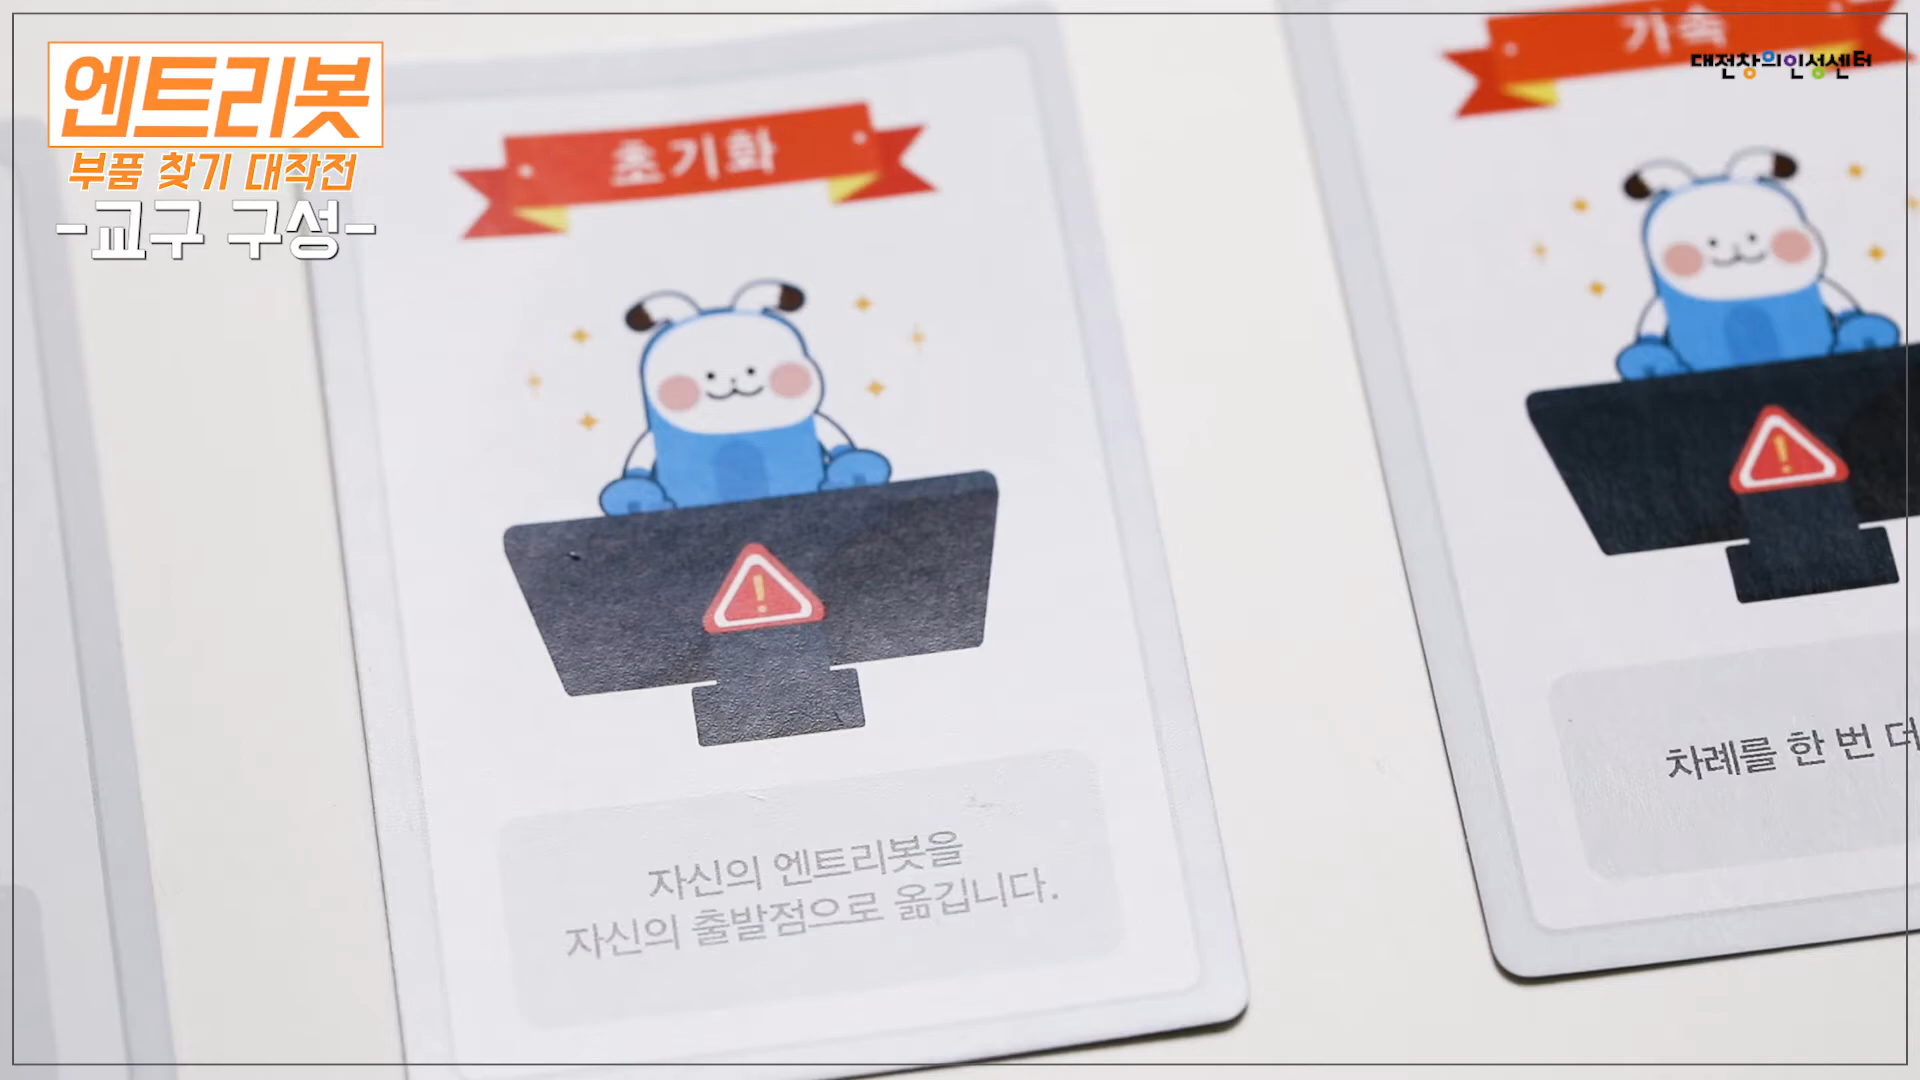 엔트리봇
부품 찾기 대작전
-교구 구성-
대전창의인성센터
초기화
자신의 엔트리봇을
자신의 출발점으로 옮깁니다.
가속
차례를 한 번 더